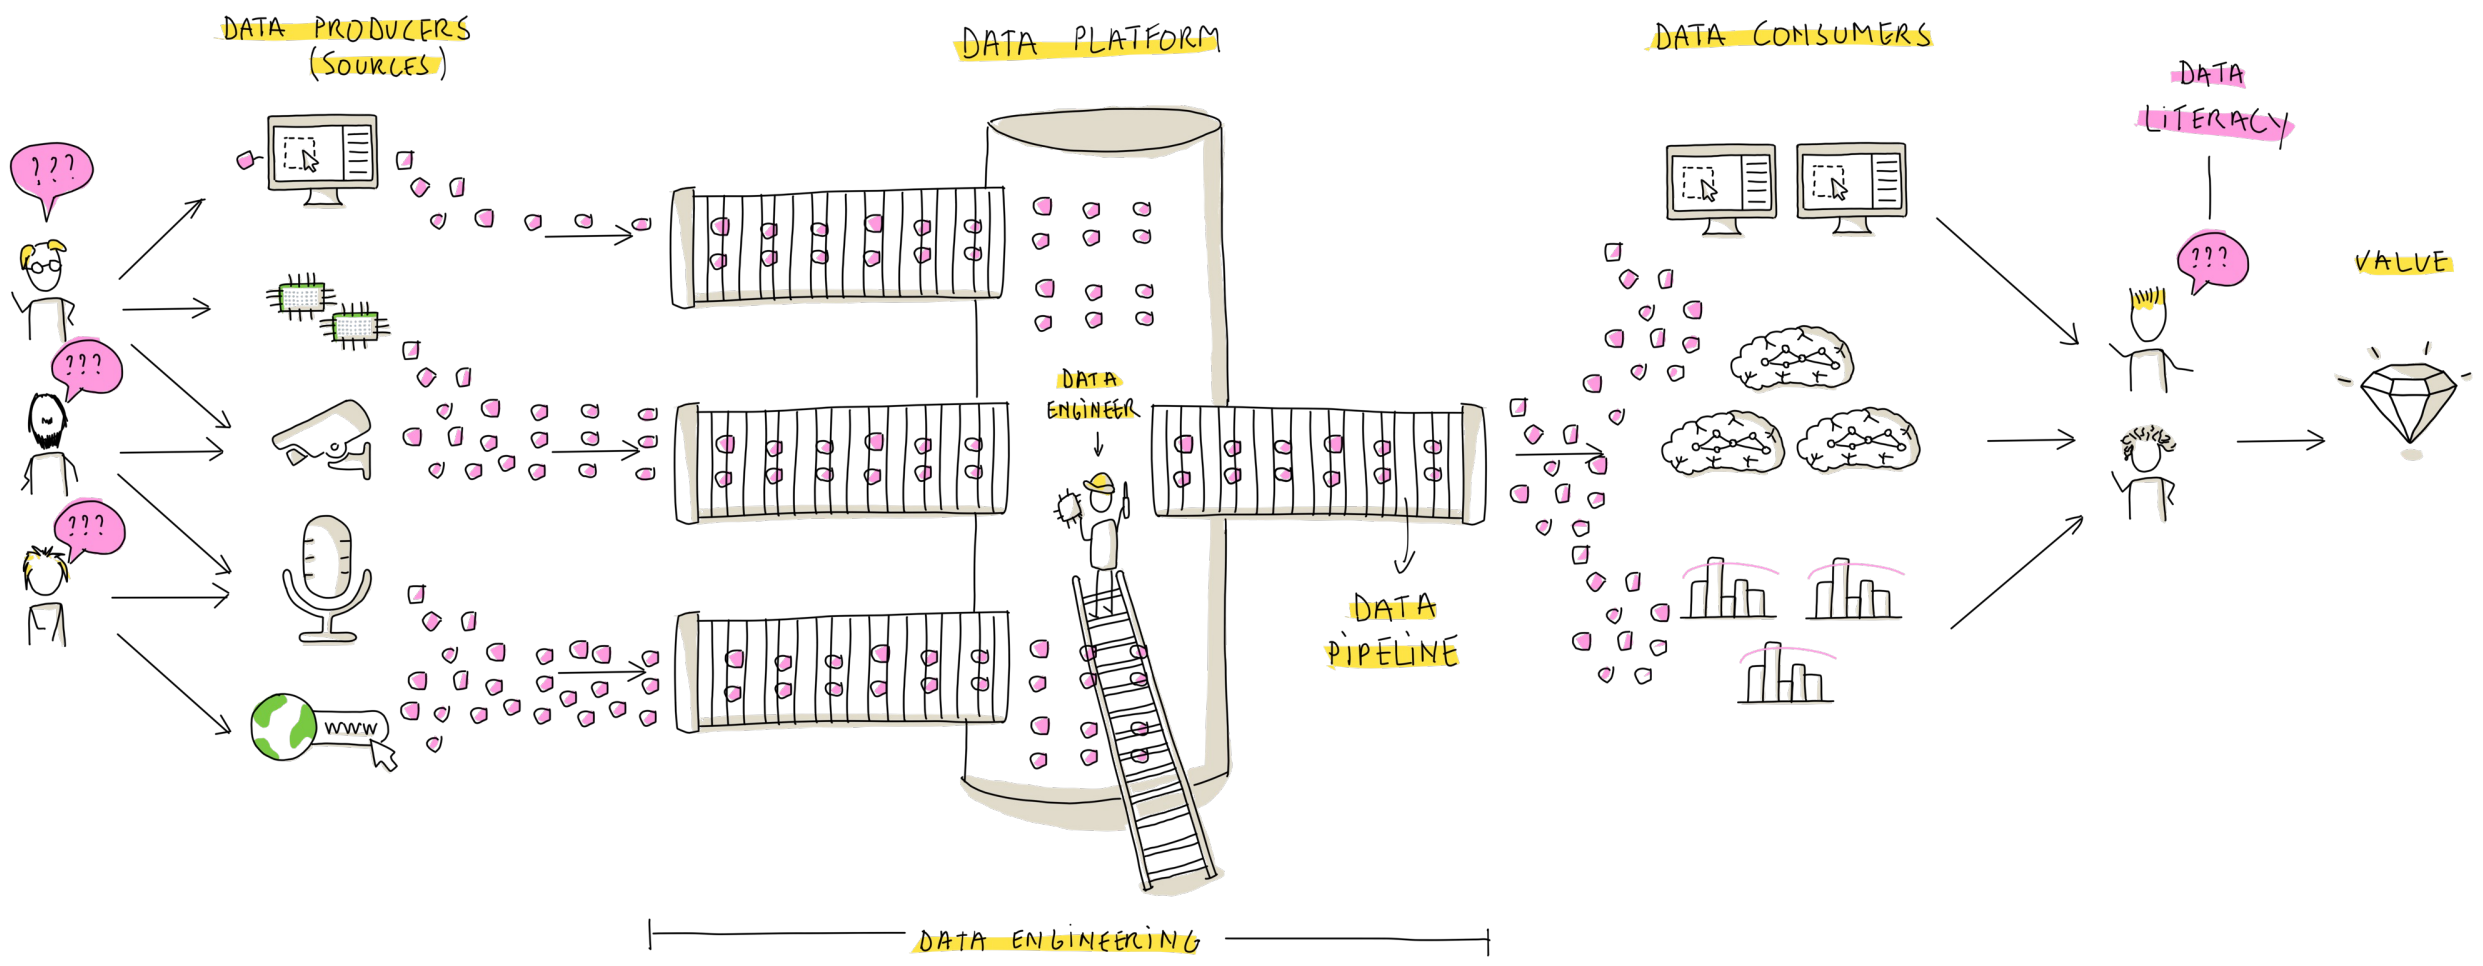 DATA PRODUCERS
(SOURCES)
DATA PLATFORM
DATA CONSUMERS
DATA
LITERACY
???
???
VALUE
???
DATA
ENGINEER
???
DATA
PIPELINE
WWW
DATA ENGINEERING